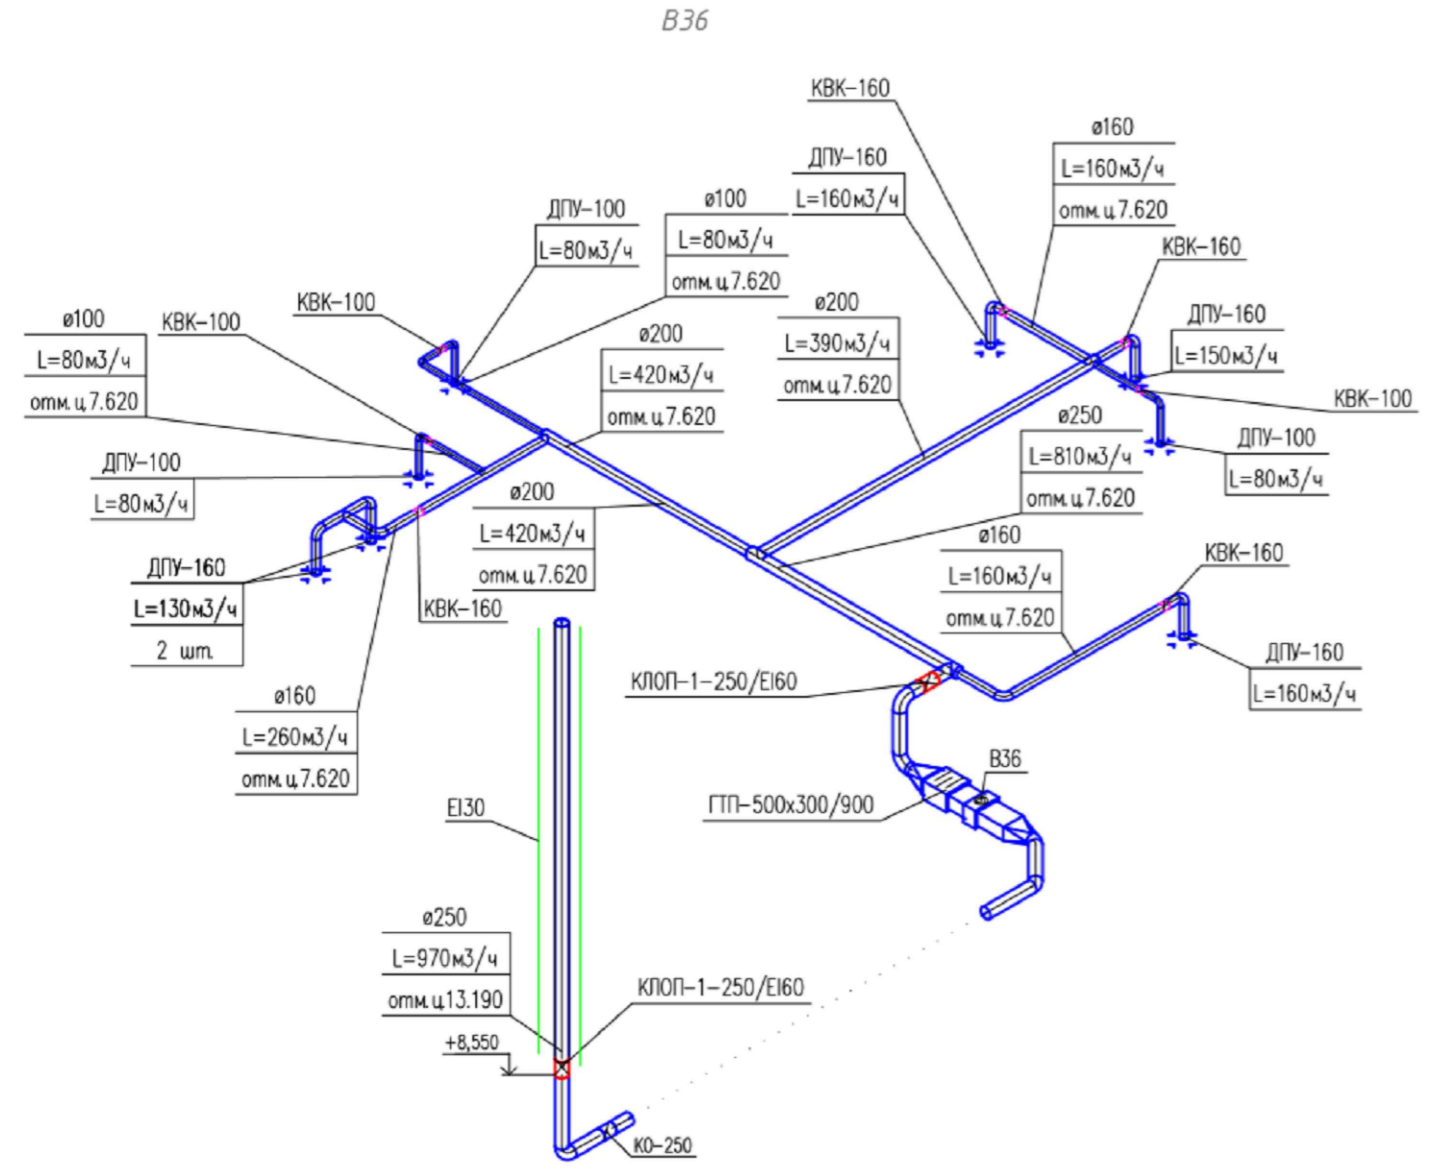 В36
КВК-160
ø160
L=160м3/ч
отм.ц.7.620
ДПУ-160
L=160м3/ч
ø100
L=80м3/ч
отм.ц.7.620
ДПУ-100
L=80м3/ч
КВК-160
КВК-100
КВК-100
ø100
L=80м3/ч
отм.ц.7.620
ø200
L=420м3/ч
отм.ц.7.620
ø200
L=390м3/ч
отм.ц.7.620
ДПУ-160
L=150м3/ч
КВК-100
ø250
L=810м3/ч
отм.ц.7.620
ДПУ-100
L=80м3/ч
ДПУ-100
L=80м3/ч
ø200
L=420м3/ч
отм.ц.7.620
ø160
L=160м3/ч
отм.ц.7.620
КВК-160
ДПУ-160
L=130м3/ч
2 шт.
КВК-160
ДПУ-160
L=160м3/ч
КЛОП-1-250/EI60
ø160
L=260м3/ч
отм.ц.7.620
В36
ГТП-500х300/900
EI30
ø250
L=970м3/ч
отм.ц.13.190
КЛОП-1-250/EI60
+8,550
КО-250